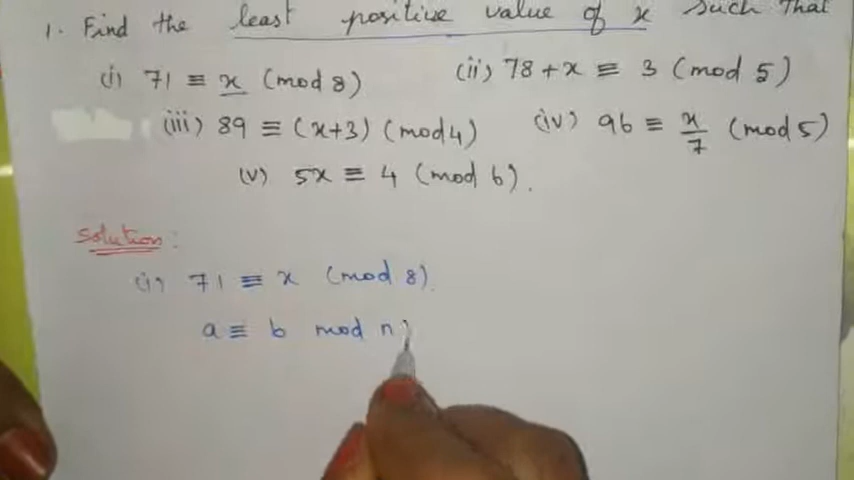 1. Find the least positive value of x such that
(i) 71 ≡ x (mod 8) (ii) 78 + x ≡ 3 (mod 5)
(iii) 89 ≡ (x+3) (mod 4) (iv) 96 ≡ x/7 (mod 5)
(v) 5x ≡ 4 (mod 6).
Solution:
(i) 71 ≡ x (mod 8).
a ≡ b mod n)